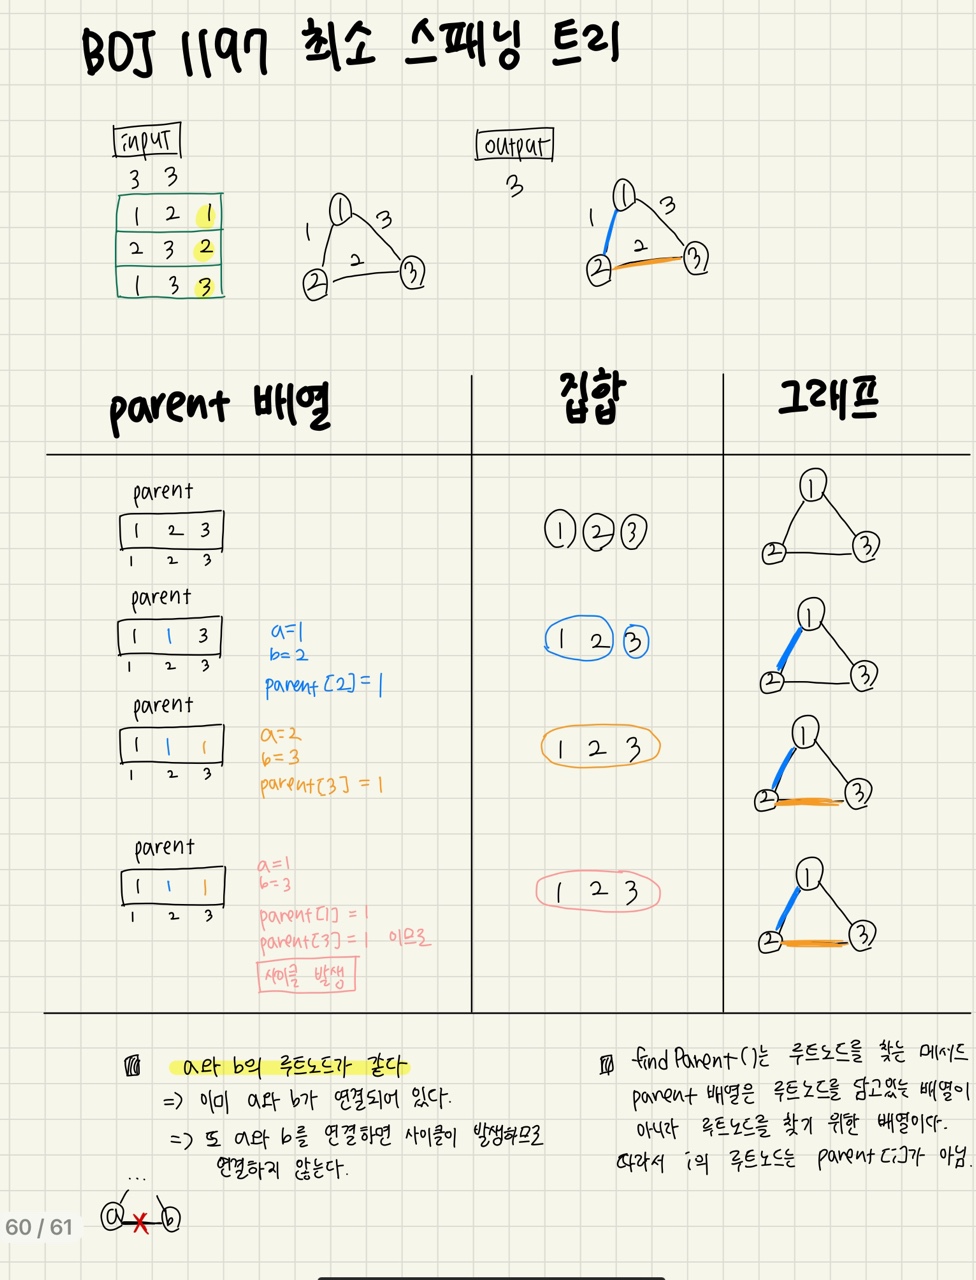 BOJ 1197 최소 스패닝 트리
input
3 3
1 2 1
2 3 2
1 3 3
1
1
3
2
2
3
output
3
1
1
3
2
2
3
parent 배열
집합
그래프
parent
1 2 3
1 2 3
1 2 3
1
2
3
parent
1 1 3
1 2 3
a=1
b=2
parent[2]=1
1 2 3
1
2
3
parent
1 1 1
1 2 3
a=2
b=3
parent[3]=1
1 2 3
1
2
3
parent
1 1 1
1 2 3
a=1
b=3
parent[1]=1
parent[3]=1 이므로
사이클 발생
1 2 3
1
2
3
a와 b의 루트노드가 같다
=> 이미 a와 b가 연결되어 있다.
=> 또 a와 b를 연결하면 사이클이 발생하므로
연결하지 않는다.
...
a X b
findParent()는 루트노드를 찾는 메서드
parent 배열은 루트노드를 담고있는 배열이
아니라 루트노드를 찾기 위한 배열이다.
따라서 i의 루트노드는 parent[i]가 아님.
60 / 61